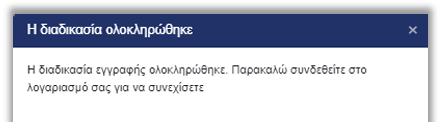 Η διαδικασία ολοκληρώθηκε ×
Η διαδικασία εγγραφής ολοκληρώθηκε. Παρακαλώ συνδεθείτε στο
λογαριασμό σας για να συνεχίσετε